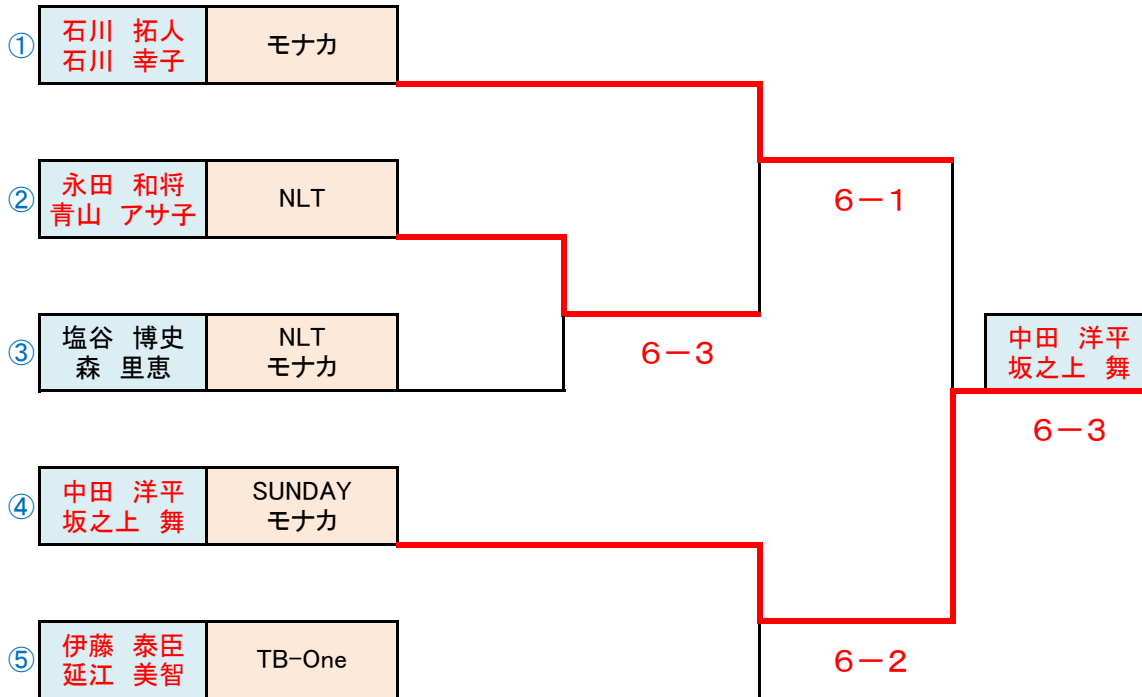 ①
石川　拓人
石川　幸子
モナカ
②
永田　和将
青山　アサ子
NLT
6－1
③
塩谷　博史
森　里恵
NLT
モナカ
6－3
中田　洋平
坂之上　舞
6－3
④
中田　洋平
坂之上　舞
SUNDAY
モナカ
⑤
伊藤　泰臣
延江　美智
TB-One
6－2